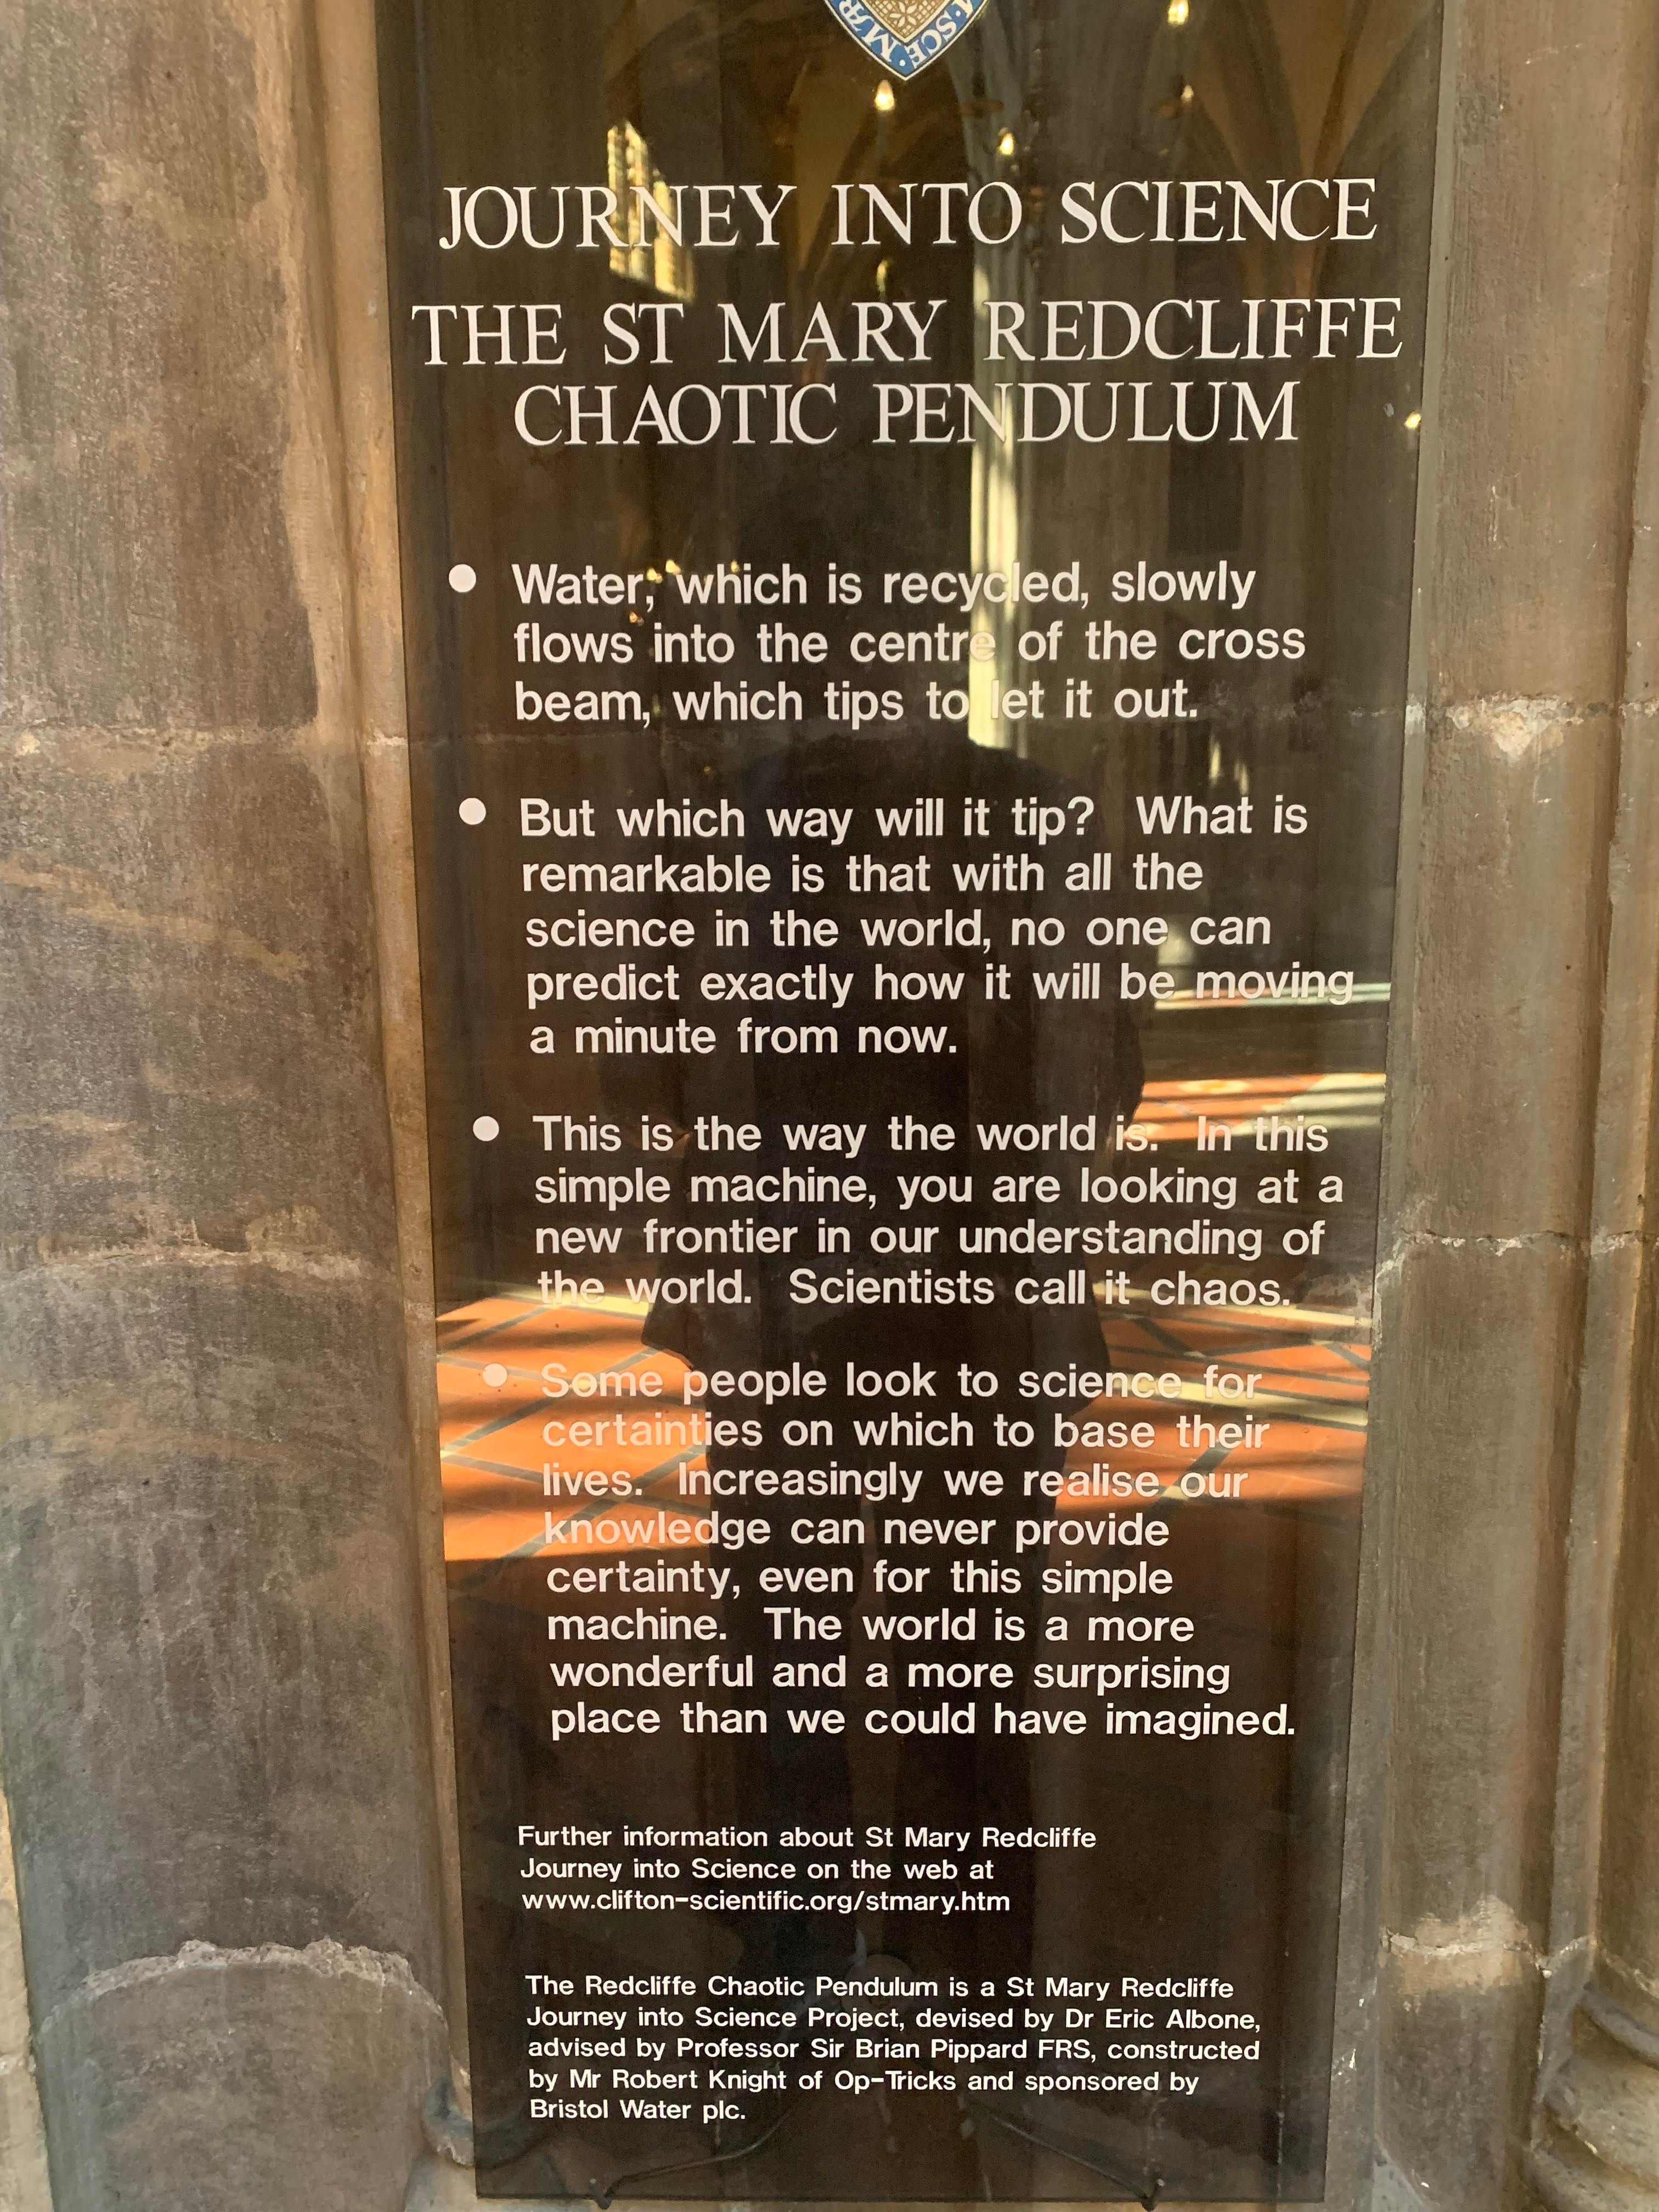 JOURNEY INTO SCIENCE
THE ST MARY REDCLIFFE
CHAOTIC PENDULUM
• Water, which is recycled, slowly
flows into the centre of the cross
beam, which tips to let it out.
• But which way will it tip? What is
remarkable is that with all the
science in the world, no one can
predict exactly how it will be moving
a minute from now.
• This is the way the world is. In this
simple machine, you are looking at a
new frontier in our understanding of
the world. Scientists call it chaos.
• Some people look to science for
certainties on which to base their
lives. Increasingly we realise our
knowledge can never provide
certainty, even for this simple
machine. The world is a more
wonderful and a more surprising
place than we could have imagined.
Further information about St Mary Redcliffe
Journey into Science on the web at
www.clifton-scientific.org/stmary.htm
The Redcliffe Chaotic Pendulum is a St Mary Redcliffe
Journey into Science Project, devised by Dr Eric Albone,
advised by Professor Sir Brian Pippard FRS, constructed
by Mr Robert Knight of Op-Tricks and sponsored by
Bristol Water plc.